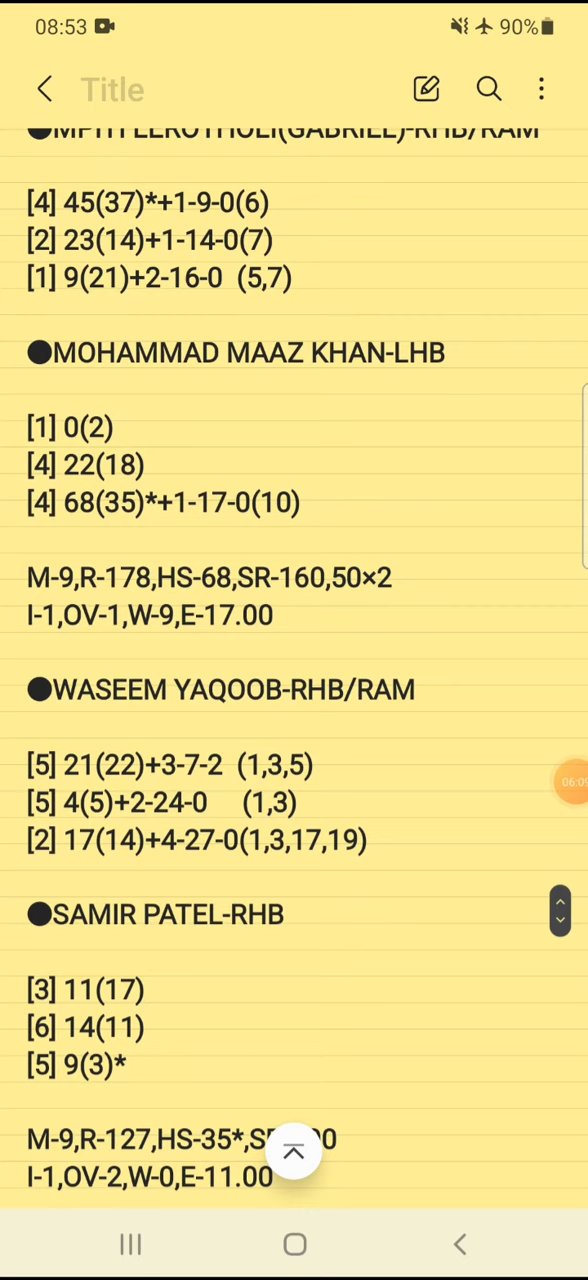 08:53
90%
Title
[4] 45(37)*+1-9-0(6)
[2] 23(14)+1-14-0(7)
[1] 9(21)+2-16-0 (5,7)
●MOHAMMAD MAAZ KHAN-LHB
[1] 0(2)
[4] 22(18)
[4] 68(35)*+1-17-0(10)
M-9,R-178,HS-68,SR-160,50×2
I-1,OV-1,W-9,E-17.00
●WASEEM YAQOOB-RHB/RAM
[5] 21(22)+3-7-2 (1,3,5)
06:09
[5] 4(5)+2-24-0 (1,3)
[2] 17(14)+4-27-0(1,3,17,19)
●SAMIR PATEL-RHB
[3] 11(17)
[6] 14(11)
[5] 9(3)*
M-9,R-127,HS-35*,
I-1,OV-2,W-0,E-11.00